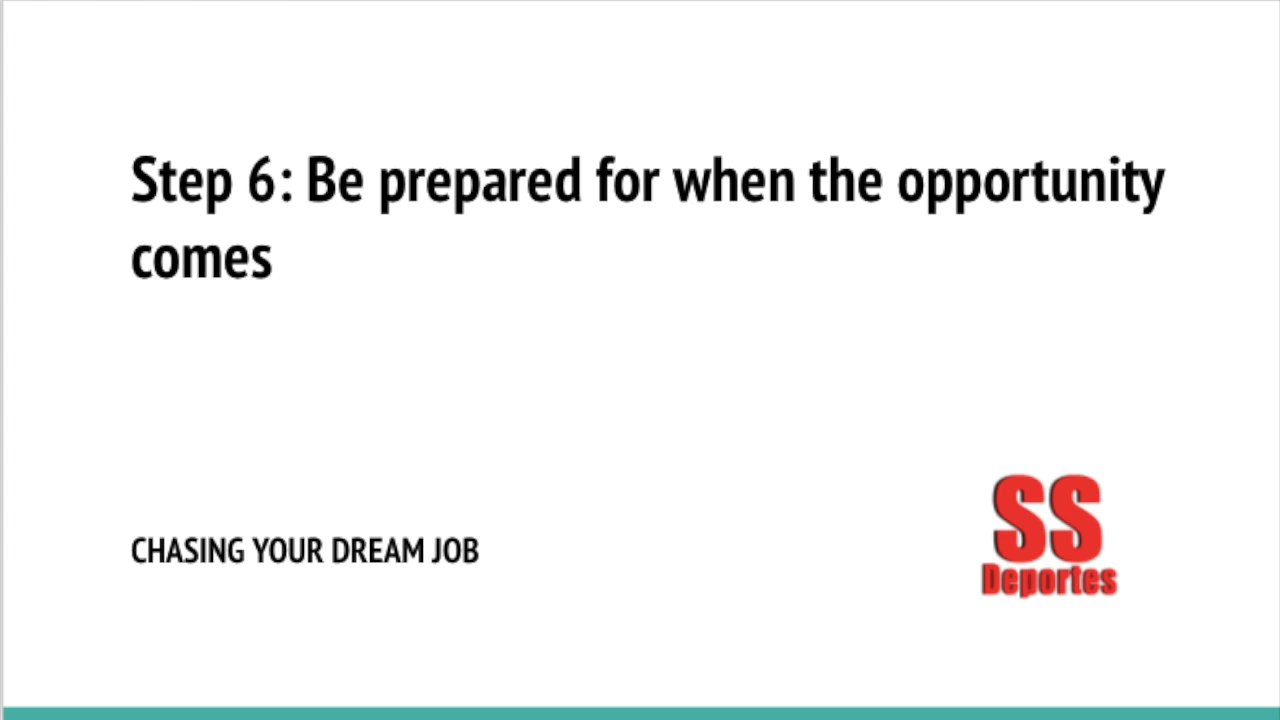 Step 6: Be prepared for when the opportunity
comes
CHASING YOUR DREAM JOB
SS
Deportes